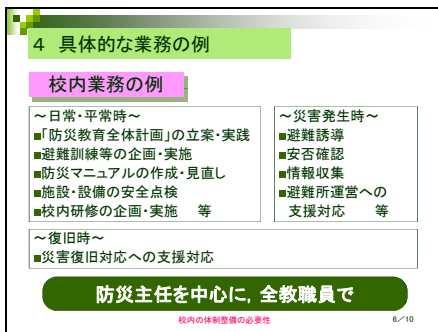 4 具体的な業務の例
校内業務の例
～日常・平常時～
■「防災教育全体計画」の立案・実践
■避難訓練等の企画・実施
■防災マニュアルの作成・見直し
■施設・設備の安全点検
■校内研修の企画・実施 等
～災害発生時～
■避難誘導
■安否確認
■情報収集
■避難所運営への
支援対応 等
～復旧時～
■災害復旧対応への支援対応
防災主任を中心に，全教職員で
校内の体制整備の必要性
6／10